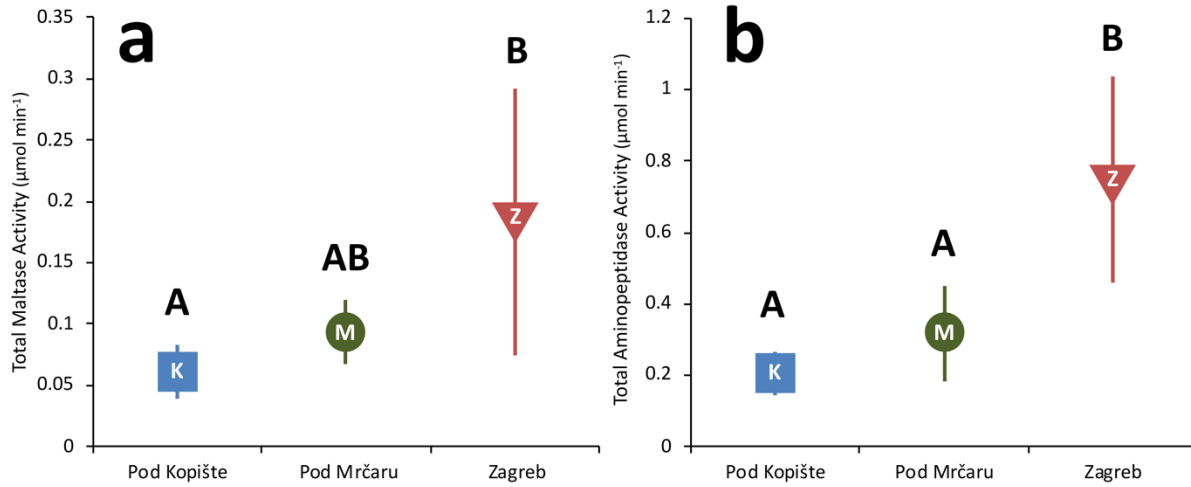 a
Total Maltase Activity (µmol min⁻¹)
0.35
0.3
0.25
0.2
0.15
0.1
0.05
0
A
AB
B
K
M
Z
Pod Kopište
Pod Mrčaru
Zagreb
b
Total Aminopeptidase Activity (µmol min⁻¹)
1.2
1
0.8
0.6
0.4
0.2
0
A
A
B
K
M
Z
Pod Kopište
Pod Mrčaru
Zagreb